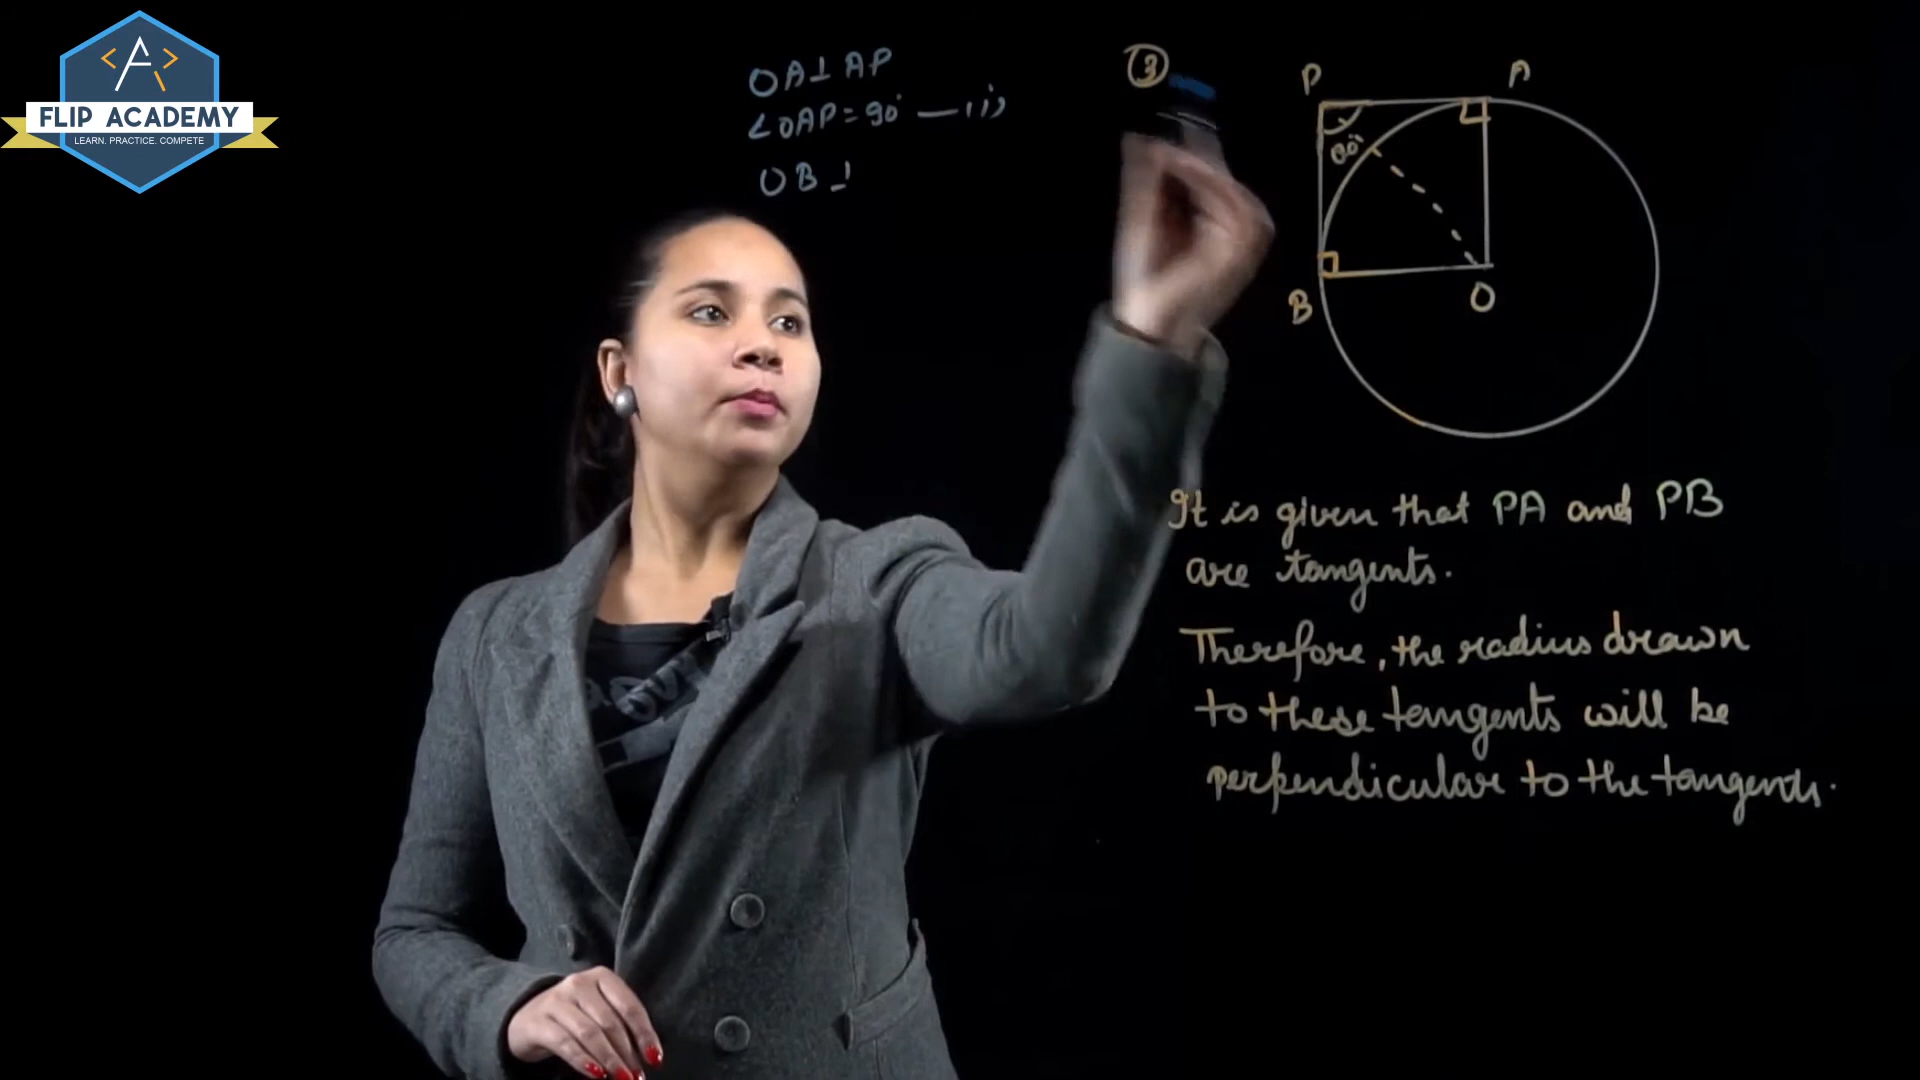 FLIP ACADEMY
LEARN. PRACTICE. COMPETE
OA⊥AP
∠OAP=90° —(i)
OB⊥
③
P
A
80°
B
O
It is given that PA and PB
are tangents.
Therefore, the radius drawn
to these tangents will be
perpendicular to the tangents.